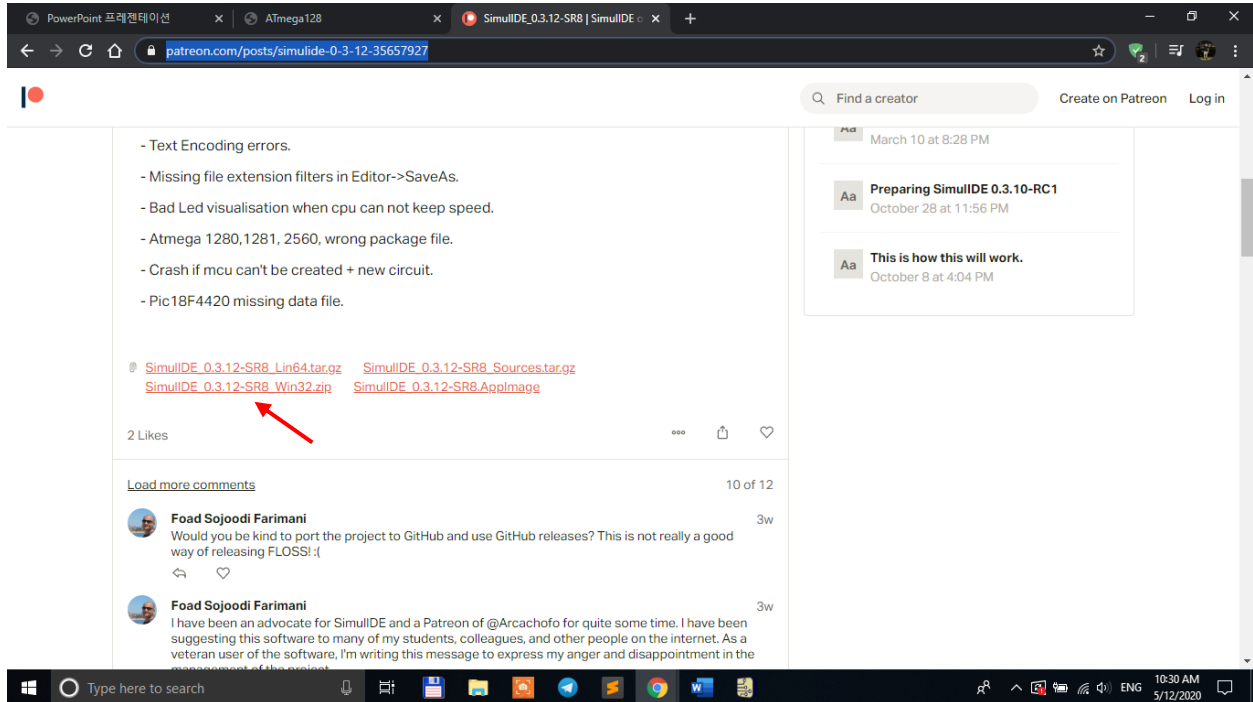 PowerPoint 프레젠테이션
ATmega128
SimulIDE_0.3.12-SR8 | SimulIDE o
patreon.com/posts/simulide-0-3-12-35657927
2
Find a creator
Create on Patreon
Log in
- Text Encoding errors.
- Missing file extension filters in Editor->SaveAs.
- Bad Led visualisation when cpu can not keep speed.
- Atmega 1280,1281, 2560, wrong package file.
- Crash if mcu can't be created + new circuit.
- Pic18F4420 missing data file.
SimulIDE_0.3.12-SR8_Lin64.tar.gz SimulIDE_0.3.12-SR8_Sources.tar.gz
SimulIDE_0.3.12-SR8_Win32.zip SimulIDE_0.3.12-SR8.AppImage
2 Likes
Aa
March 10 at 8:28 PM
Aa
Preparing SimulIDE 0.3.10-RC1
October 28 at 11:56 PM
Aa
This is how this will work.
October 8 at 4:04 PM
Load more comments
10 of 12
Foad Sojoodi Farimani
3w
Would you be kind to port the project to GitHub and use GitHub releases? This is not really a good
way of releasing FLOSS! :(
Foad Sojoodi Farimani
3w
I have been an advocate for SimulIDE and a Patreon of @Arcachofo for quite some time. I have been
suggesting this software to many of my students, colleagues, and other people on the internet. As a
veteran user of the software, I'm writing this message to express my anger and disappointment in the
management of the project
Type here to search
W
ENG
10:30 AM
5/12/2020